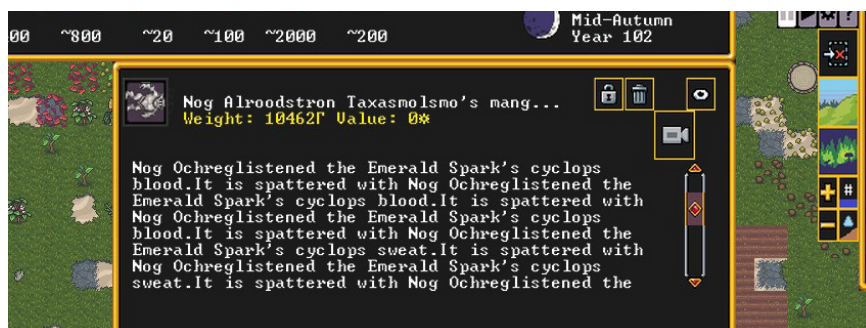 00 ~800 ~20 ~100 ~2000 ~200
Mid-Autumn
Year 102
Nog Alroodstron Taxasmolsmo's mang...
Weight: 10462Γ Value: 0☼
Nog Ochreglistened the Emerald Spark's cyclops
blood.It is spattered with Nog Ochreglistened the
Emerald Spark's cyclops blood.It is spattered with
Nog Ochreglistened the Emerald Spark's cyclops
blood.It is spattered with Nog Ochreglistened the
Emerald Spark's cyclops sweat.It is spattered with
Nog Ochreglistened the Emerald Spark's cyclops
sweat.It is spattered with Nog Ochreglistened the